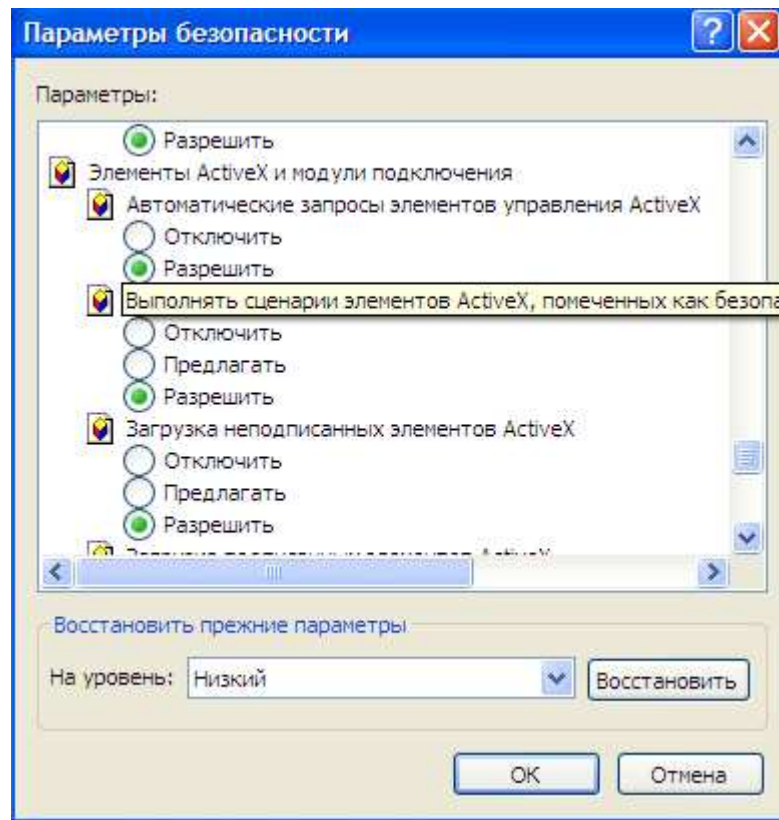 Параметры безопасности
Параметры:
Разрешить
Элементы ActiveX и модули подключения
Автоматические запросы элементов управления ActiveX
Отключить
Разрешить
Выполнять сценарии элементов ActiveX, помеченных как безопа
Отключить
Предлагать
Разрешить
Загрузка неподписанных элементов ActiveX
Отключить
Предлагать
Разрешить
Восстановить прежние параметры
На уровень: Низкий Восстановить
ОК Отмена